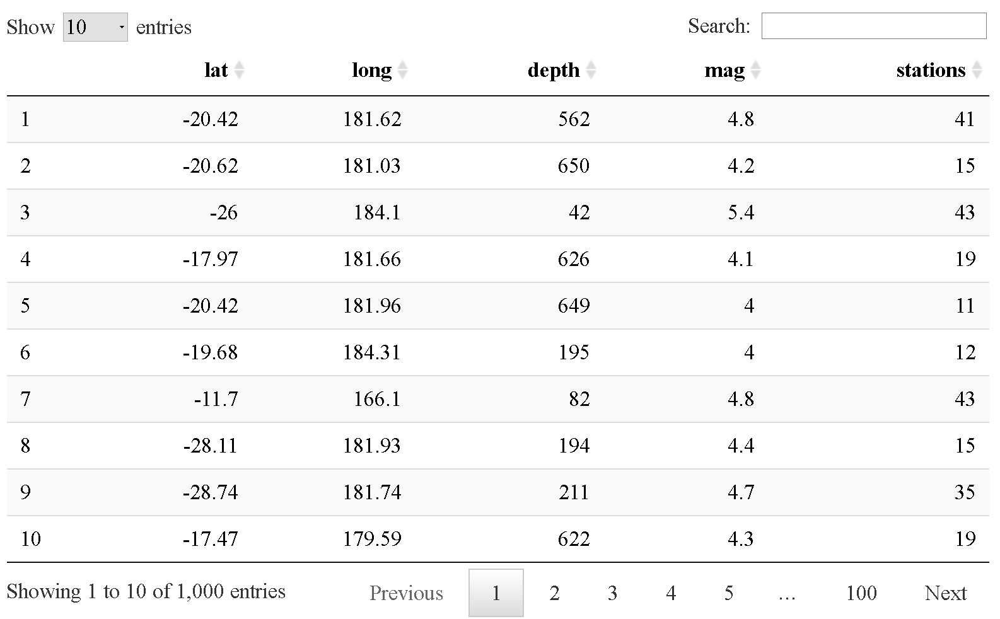 Show 10 entries Search:
lat long depth mag stations
1 -20.42 181.62 562 4.8 41
2 -20.62 181.03 650 4.2 15
3 -26 184.1 42 5.4 43
4 -17.97 181.66 626 4.1 19
5 -20.42 181.96 649 4 11
6 -19.68 184.31 195 4 12
7 -11.7 166.1 82 4.8 43
8 -28.11 181.93 194 4.4 15
9 -28.74 181.74 211 4.7 35
10 -17.47 179.59 622 4.3 19
Showing 1 to 10 of 1,000 entries Previous 1 2 3 4 5 ... 100 Next